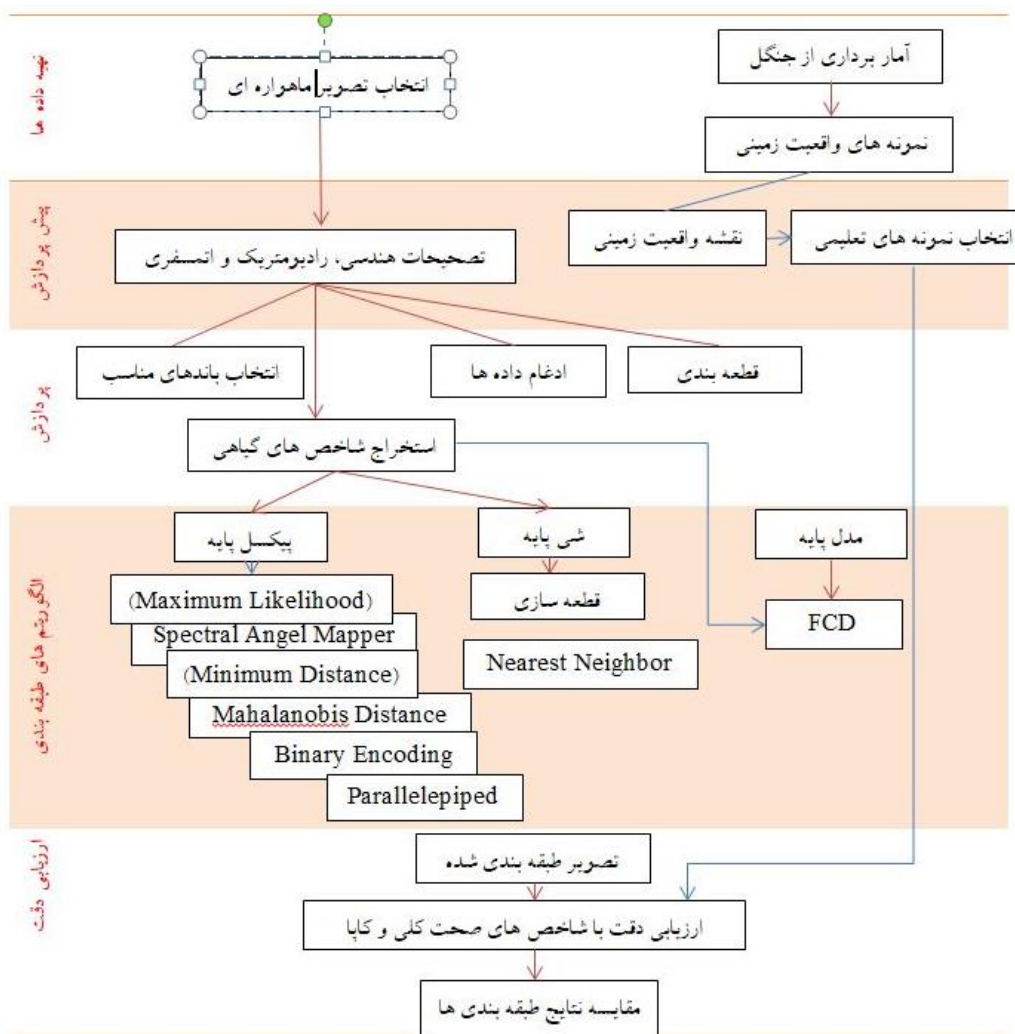 تهیه داده ها
آمار برداری از جنگل
انتخاب تصویر ماهواره ای
نمونه های واقعیت زمینی
پیش پردازش
انتخاب نمونه های تعلیمی
نقشه واقعیت زمینی
تصحیحات هندسی، رادیومتریک و اتمسفری
پردازش
قطعه بندی
ادغام داده ها
انتخاب باندهای مناسب
استخراج شاخص های گیاهی
الگوریتم های طبقه بندی
مدل پایه
شی پایه
پیکسل پایه
(Maximum Likelihood)
قطعه سازی
FCD
Spectral Angel Mapper
Nearest Neighbor
(Minimum Distance)
Mahalanobis Distance
Binary Encoding
Parallelepiped
ارزیابی دقت
تصویر طبقه بندی شده
ارزیابی دقت با شاخص های صحت کلی و کاپا
مقایسه نتایج طبقه بندی ها